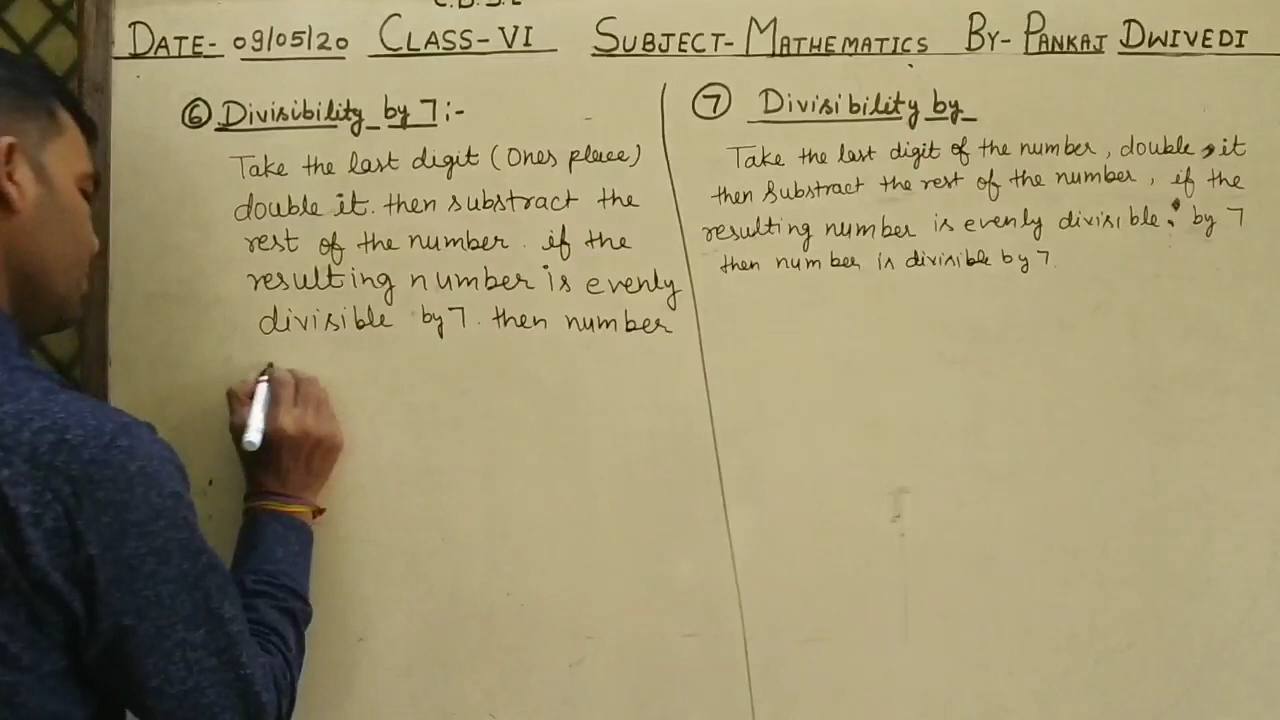 DATE- 09/05/20 CLASS-VI SUBJECT- MATHEMATICS BY- PANKAJ DWIVEDI
⑥ Divisibility by 7:-
Take the last digit (Ones place)
double it. then substract the
rest of the number. if the
resulting number is evenly
divisible by 7. then number
⑦ Divisibility by
Take the last digit of the number, double it
then Substract the rest of the number, if the
resulting number is evenly divisible by 7
then number is divisible by 7.